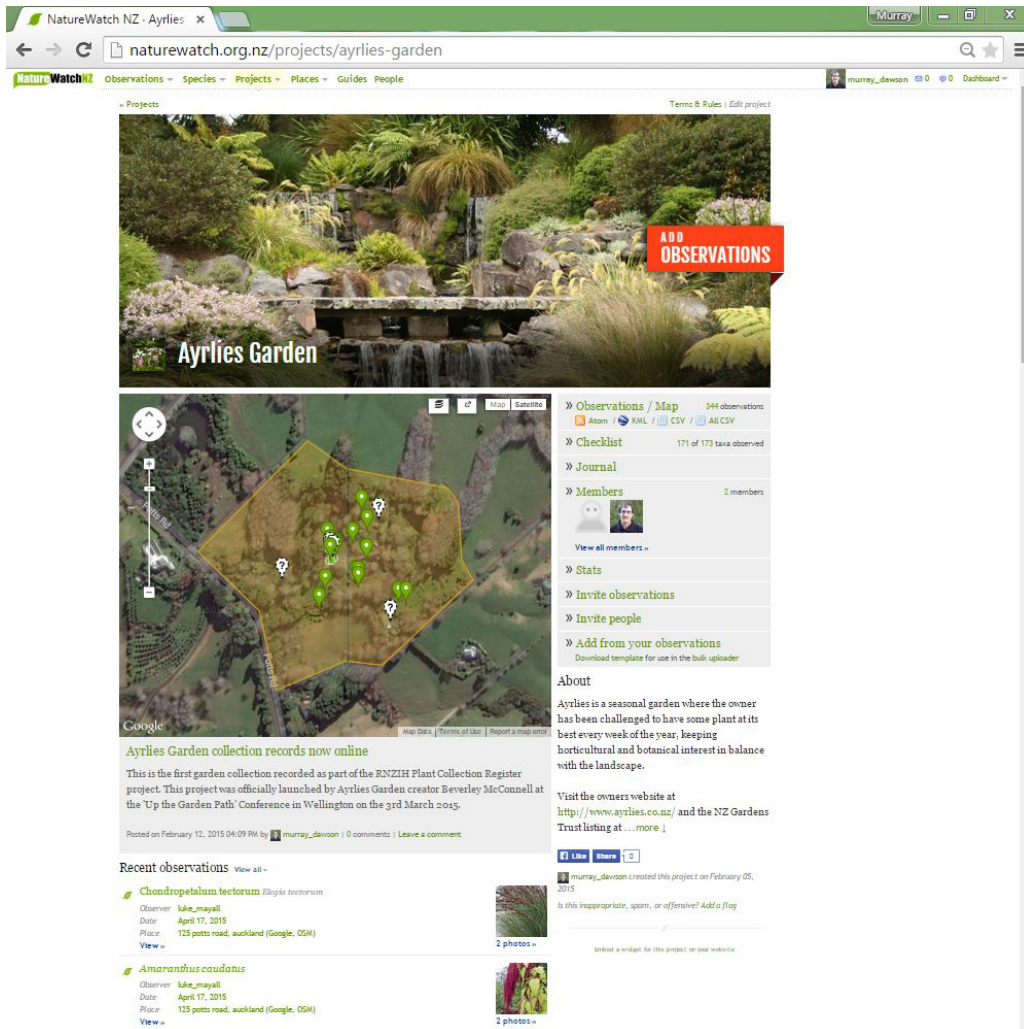 NatureWatch NZ · Ayrlies
Murray
naturewatch.org.nz/projects/ayrlies-garden
NatureWatchNZ Observations Species Projects Places Guides People murray_dawson 0 0 Dashboard
« Projects Terms & Rules | Edit project
ADD
OBSERVATIONS
Ayrlies Garden
Map Satellite
» Observations / Map 344 observations
Atom / KML / CSV / All CSV
» Checklist 171 of 173 taxa observed
» Journal
» Members 2 members
View all members »
» Stats
» Invite observations
» Invite people
» Add from your observations
Download template for use in the bulk uploader
Potts Rd
Potts Rd
? ? ?
Google
Map Data Terms of Use Report a map error
Ayrlies Garden collection records now online
This is the first garden collection recorded as part of the RNZIH Plant Collection Register
project. This project was officially launched by Ayrlies Garden creator Beverley McConnell at
the 'Up the Garden Path' Conference in Wellington on the 3rd March 2015.
Posted on February 12, 2015 04:09 PM by murray_dawson | 0 comments | Leave a comment
About
Ayrlies is a seasonal garden where the owner
has been challenged to have some plant at its
best every week of the year, keeping
horticultural and botanical interest in balance
with the landscape.
Visit the owners website at
http://www.ayrlies.co.nz/ and the NZ Gardens
Trust listing at ...more ↓
Like Share 0
murray_dawson created this project on February 05,
2015
Is this inappropriate, spam, or offensive? Add a flag
Embed a widget for this project on your website
Recent observations View all »
Chondropetalum tectorum Elegia tectorum
Observer luke_mayall
Date April 17, 2015
Place 125 potts road, auckland (Google, OSM)
View » 2 photos »
Amaranthus caudatus
Observer luke_mayall
Date April 17, 2015
Place 125 potts road, auckland (Google, OSM)
View » 2 photos »